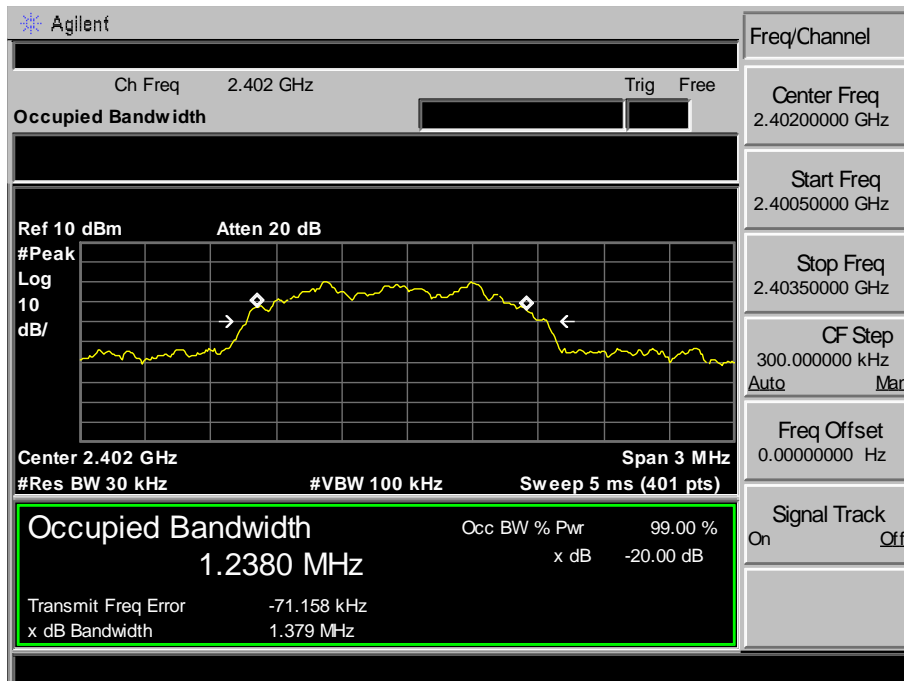 Agilent
Freq/Channel
Ch Freq 2.402 GHz Trig Free
Occupied Bandwidth
Center Freq
2.40200000 GHz
Start Freq
2.40050000 GHz
Stop Freq
2.40350000 GHz
CF Step
300.000000 kHz
Auto Man
Freq Offset
0.00000000 Hz
Signal Track
On Off
Ref 10 dBm Atten 20 dB
#Peak
Log
10
dB/
Center 2.402 GHz Span 3 MHz
#Res BW 30 kHz #VBW 100 kHz Sweep 5 ms (401 pts)
Occupied Bandwidth
1.2380 MHz
Occ BW % Pwr 99.00 %
x dB -20.00 dB
Transmit Freq Error -71.158 kHz
x dB Bandwidth 1.379 MHz